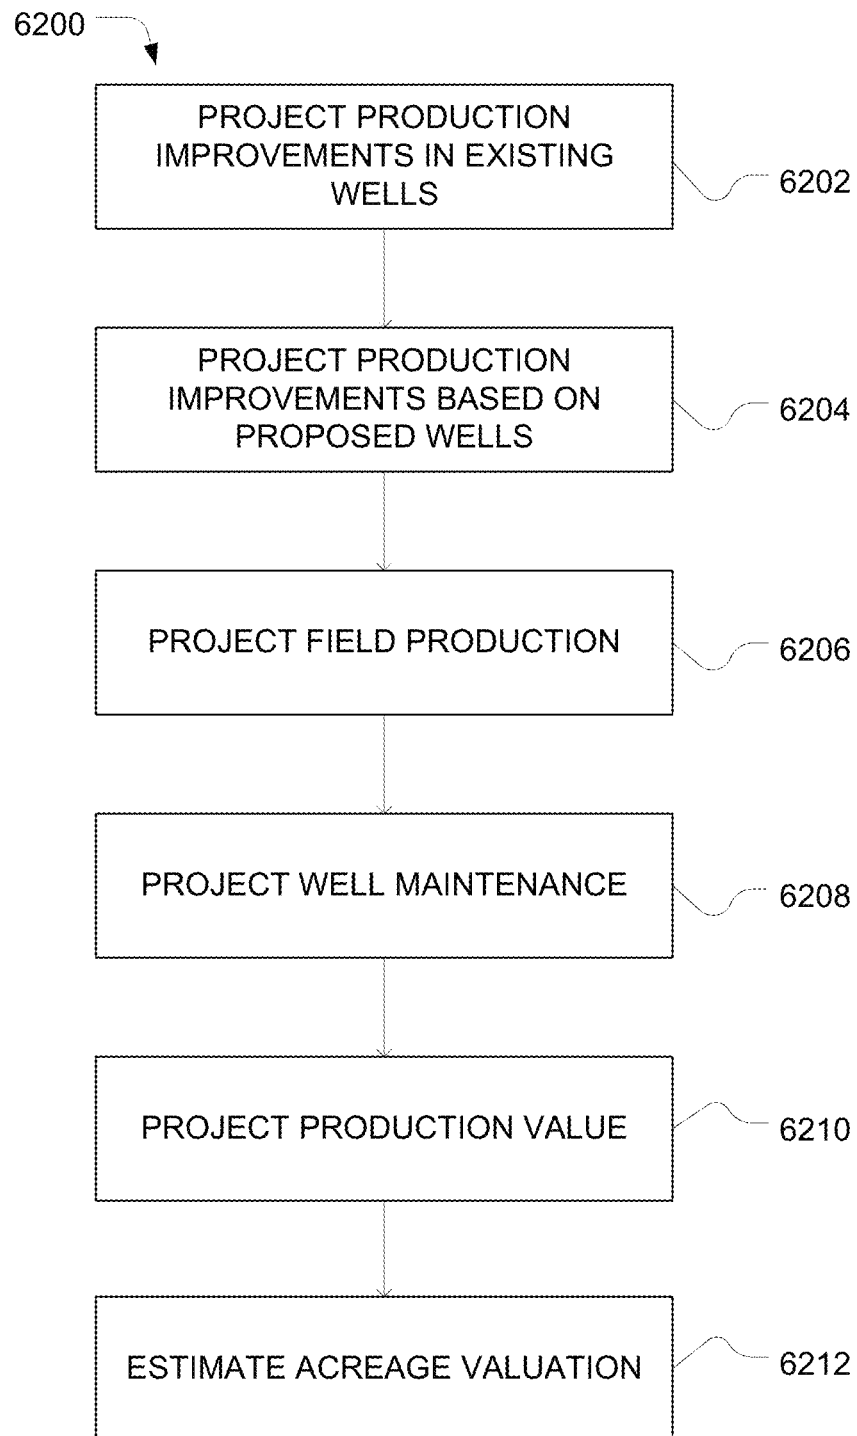 6200
PROJECT PRODUCTION
IMPROVEMENTS IN EXISTING
WELLS
6202
PROJECT PRODUCTION
IMPROVEMENTS BASED ON
PROPOSED WELLS
6204
PROJECT FIELD PRODUCTION
6206
PROJECT WELL MAINTENANCE
6208
PROJECT PRODUCTION VALUE
6210
ESTIMATE ACREAGE VALUATION
6212